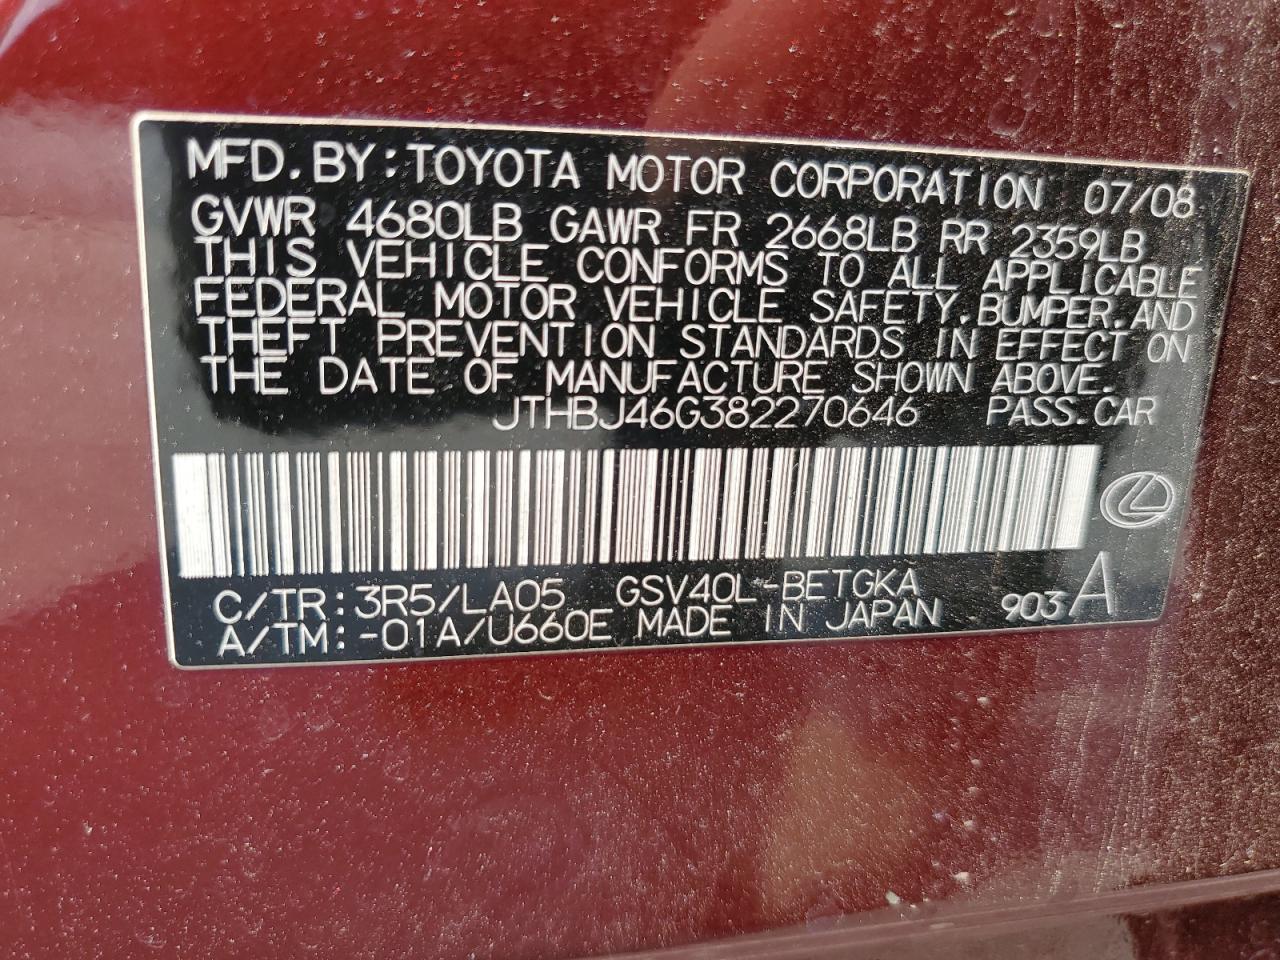 MFD. BY: TOYOTA MOTOR CORPORATION 07/08
GVWR 4680LB GAWR FR 2668LB RR 2359LB
THIS VEHICLE CONFORMS TO ALL APPLICABLE
FEDERAL MOTOR VEHICLE SAFETY, BUMPER, AND
THEFT PREVENTION STANDARDS IN EFFECT ON
THE DATE OF MANUFACTURE SHOWN ABOVE.
JTHBJ46G382270646 PASS. CAR
C/TR: 3R5/LA05 GSV40L-BETGKA
A/TM: -01A/U660E MADE IN JAPAN 903 A